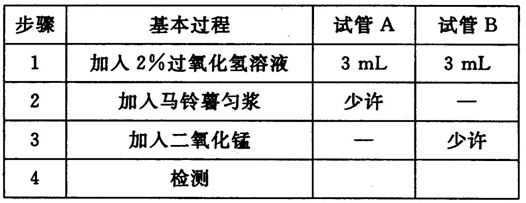 步骤 基本过程 试管 A 试管 B
1 加入 2%过氧化氢溶液 3 mL 3 mL
2 加入马铃薯匀浆 少许 —
3 加入二氧化锰 — 少许
4 检测